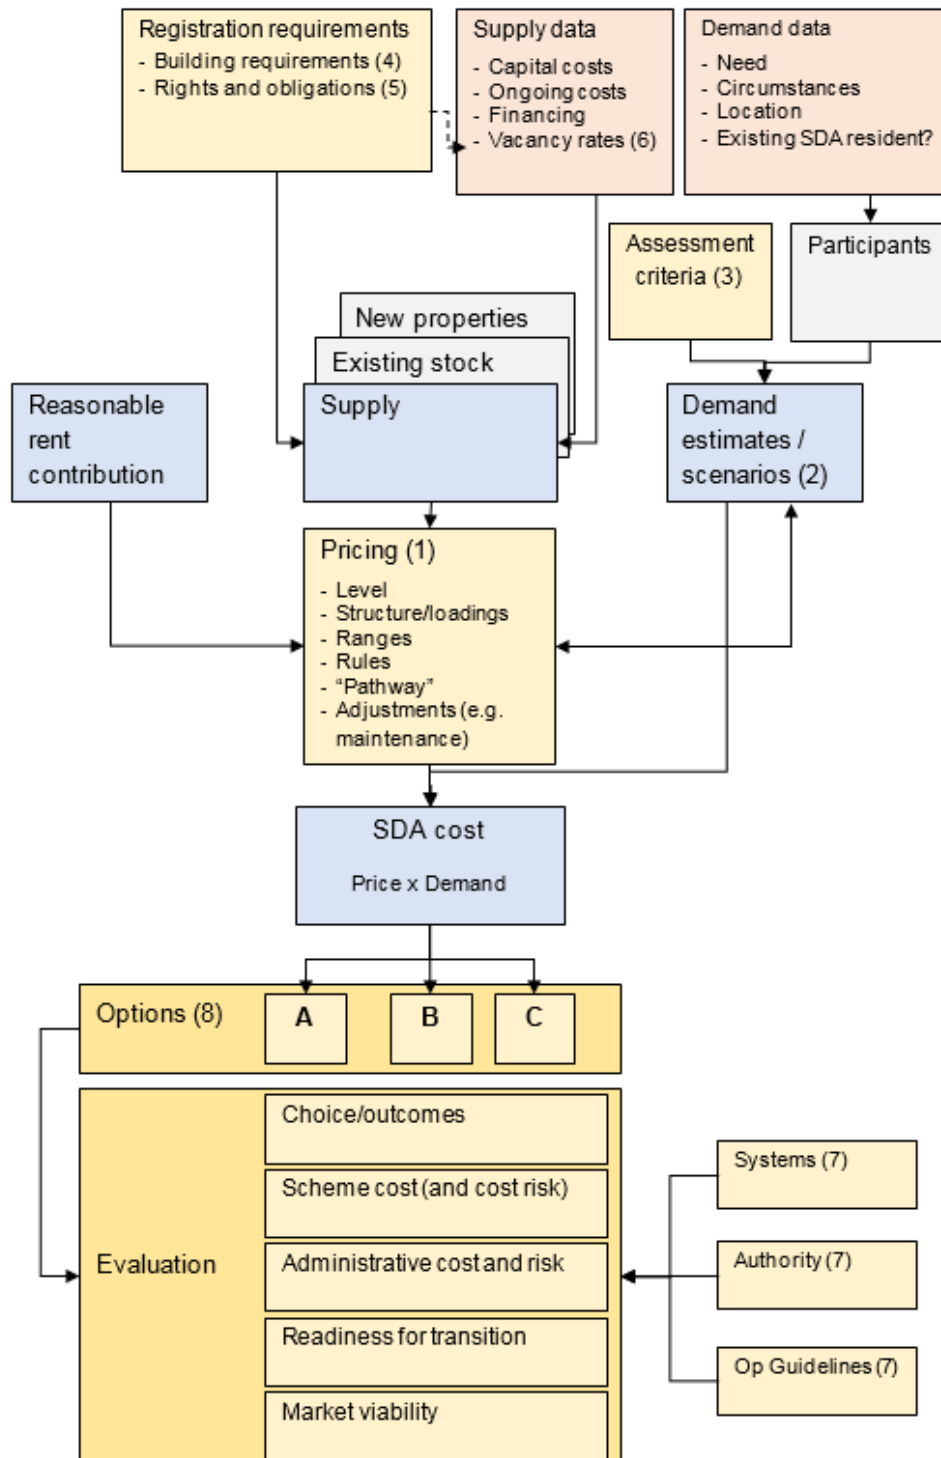 Registration requirements
- Building requirements (4)
- Rights and obligations (5)
Supply data
- Capital costs
- Ongoing costs
- Financing
- Vacancy rates (6)
Demand data
- Need
- Circumstances
- Location
- Existing SDA resident?
Assessment
criteria (3)
Participants
New properties
Existing stock
Supply
Reasonable
rent
contribution
Demand
estimates /
scenarios (2)
Pricing (1)
- Level
- Structure/loadings
- Ranges
- Rules
- “Pathway”
- Adjustments (e.g.
maintenance)
SDA cost
Price x Demand
Options (8)
A
B
C
Evaluation
Choice/outcomes
Scheme cost (and cost risk)
Administrative cost and risk
Readiness for transition
Market viability
Systems (7)
Authority (7)
Op Guidelines (7)